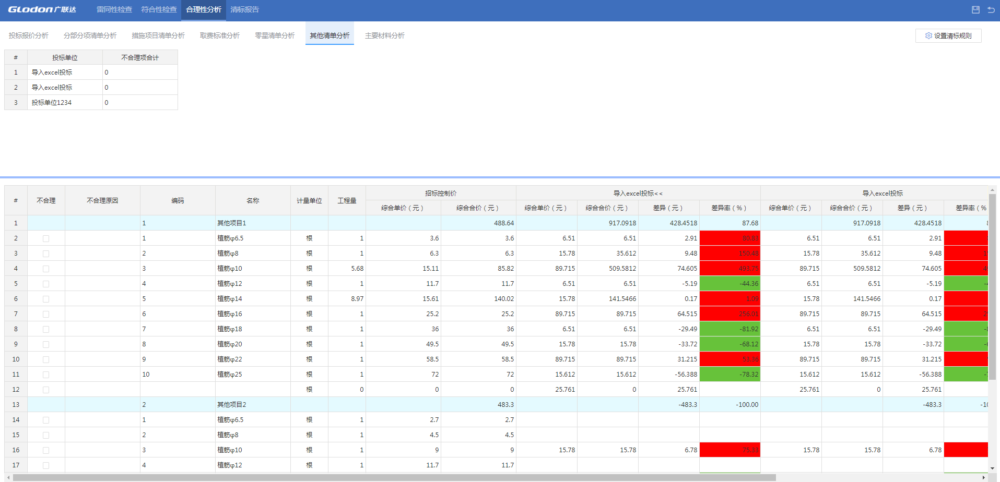 GLodon广联达 雷同性检查 符合性检查 合理性分析 清标报告
投标报价分析 分部分项清单分析 措施项目清单分析 取费标准分析 零星清单分析 其他清单分析 主要材料分析 设置清标规则
# 投标单位 不合理项合计
1 导入excel投标 0
2 导入excel投标 0
3 投标单位1234 0
# 不合理 不合理原因 编码 名称 计量单位 工程量 招标控制价 导入excel投标<< 导入excel投标
综合单价（元） 综合合价（元） 综合单价（元） 综合合价（元） 差异（元） 差异率（%） 综合单价（元） 综合合价（元） 差异（元） 差异率（%
1 1 其他项目1 488.64 917.0918 428.4518 87.68 917.0918 428.4518
2 1 植筋φ6.5 根 1 3.6 3.6 6.51 6.51 2.91 80.83 6.51 6.51 2.91
3 2 植筋φ8 根 1 6.3 6.3 15.78 35.612 9.48 150.48 15.78 35.612 9.48
4 3 植筋φ10 根 5.68 15.11 85.82 89.715 509.5812 74.605 493.75 89.715 509.5812 74.605
5 4 植筋φ12 根 1 11.7 11.7 6.51 6.51 -5.19 -44.36 6.51 6.51 -5.19
6 5 植筋φ14 根 8.97 15.61 140.02 15.78 141.5466 0.17 1.09 15.78 141.5466 0.17
7 6 植筋φ16 根 1 25.2 25.2 89.715 89.715 64.515 256.01 89.715 89.715 64.515
8 7 植筋φ18 根 1 36 36 6.51 6.51 -29.49 -81.92 6.51 6.51 -29.49
9 8 植筋φ20 根 1 49.5 49.5 15.78 15.78 -33.72 -68.12 15.78 15.78 -33.72
10 9 植筋φ22 根 1 58.5 58.5 89.715 89.715 31.215 53.36 89.715 89.715 31.215
11 10 植筋φ25 根 1 72 72 15.612 15.612 -56.388 -78.32 15.612 15.612 -56.388
12 根 0 0 0 25.761 0 25.761 25.761 0 25.761
13 2 其他项目2 483.3 -483.3 -100.00 -483.3
14 1 植筋φ6.5 根 1 2.7 2.7
15 2 植筋φ8 根 1 4.5 4.5
16 3 植筋φ10 根 1 9 9 15.78 15.78 6.78 75.33 15.78 15.78 6.78
17 4 植筋φ12 根 1 11.7 11.7